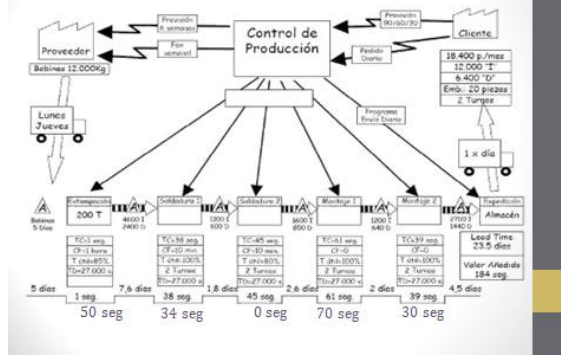 Previsión
6 semanas
Fax
semanal
Proveedor
Bobinas 12.000Kg
Control de
Producción
Previsión
90/60/30
Pedido
Diario
Cliente
18.400 p./mes
12.000 "I"
6.400 "D"
Emb.: 20 piezas
2 Turnos
Lunes
Jueves
Programa
Envío Diario
1 x día
Bobinas
5 Días
Estampación
200 T
4600 I
2400 D
Soldadura 1
1100 I
600 D
Soldadura 2
1600 I
850 D
Montaje 1
1200 I
640 D
Montaje 2
2700 I
1440 D
Expedición
Almacén
TC=1 seg.
CF=1 hora
T útil=85%
TD=27.000 s.
TC=38 seg.
CF=10 min
T útil=100%
2 Turnos
TD=27.000 s.
TC=45 seg.
CF=10 min
T útil=80%
2 Turnos
TD=27.000 s.
TC=61 seg.
CF=0
T útil=100%
2 Turnos
TD=27.000 s.
TC=39 seg.
CF=0
T útil=100%
2 Turnos
TD=27.000 s.
Lead Time
23.5 días
Valor Añadido
184 seg.
5 días
1 seg.
7,6 días
38 seg.
1,8 días
45 seg.
2,6 días
61 seg.
2 días
39 seg.
4,5 días
50 seg
34 seg
0 seg
70 seg
30 seg